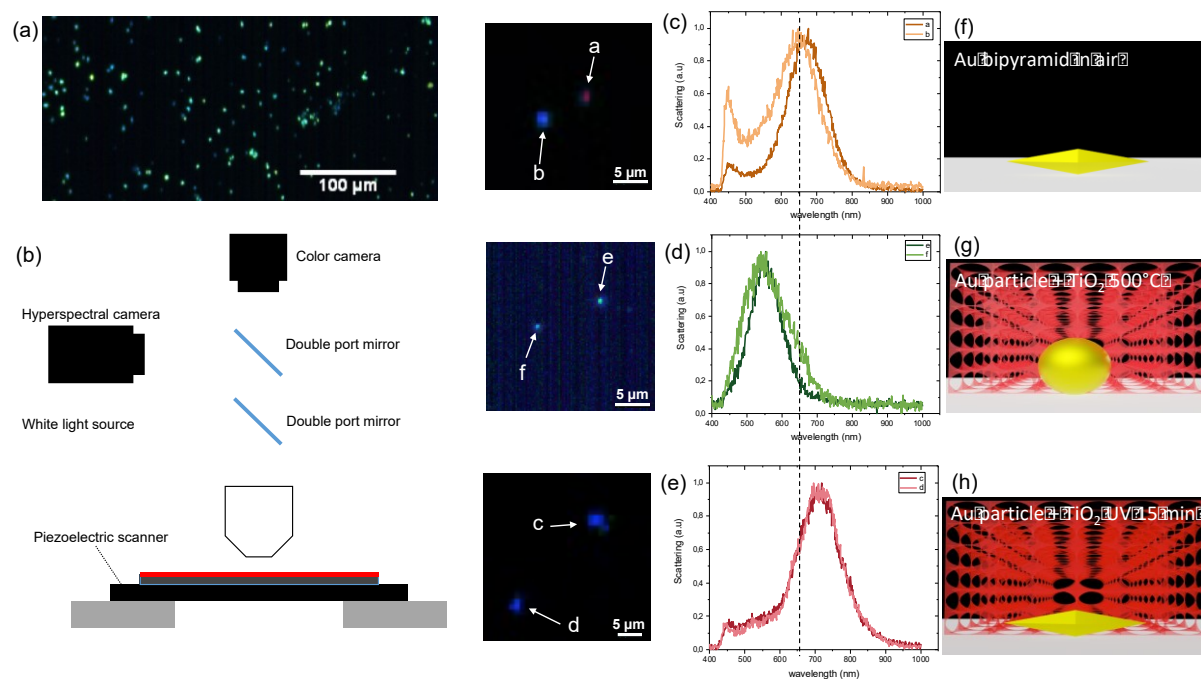 (a)
100 µm
a
b
5 µm
(c)
Scattering (a.u)
1,0
0,8
0,6
0,4
0,2
0,0
400 500 600 700 800 900 1000
wavelength (nm)
a
b
(f)
Au bipyramid in air
(b)
Color camera
Hyperspectral camera
Double port mirror
White light source
Double port mirror
Piezoelectric scanner
e
f
5 µm
(d)
Scattering (a.u)
1,0
0,8
0,6
0,4
0,2
0,0
400 500 600 700 800 900 1000
wavelength (nm)
e
f
(g)
Au particle + TiO2 500°C
c
d
5 µm
(e)
Scattering (a.u)
1,0
0,8
0,6
0,4
0,2
0,0
400 500 600 700 800 900 1000
wavelength (nm)
c
d
(h)
Au particle + TiO2 UV 15 min